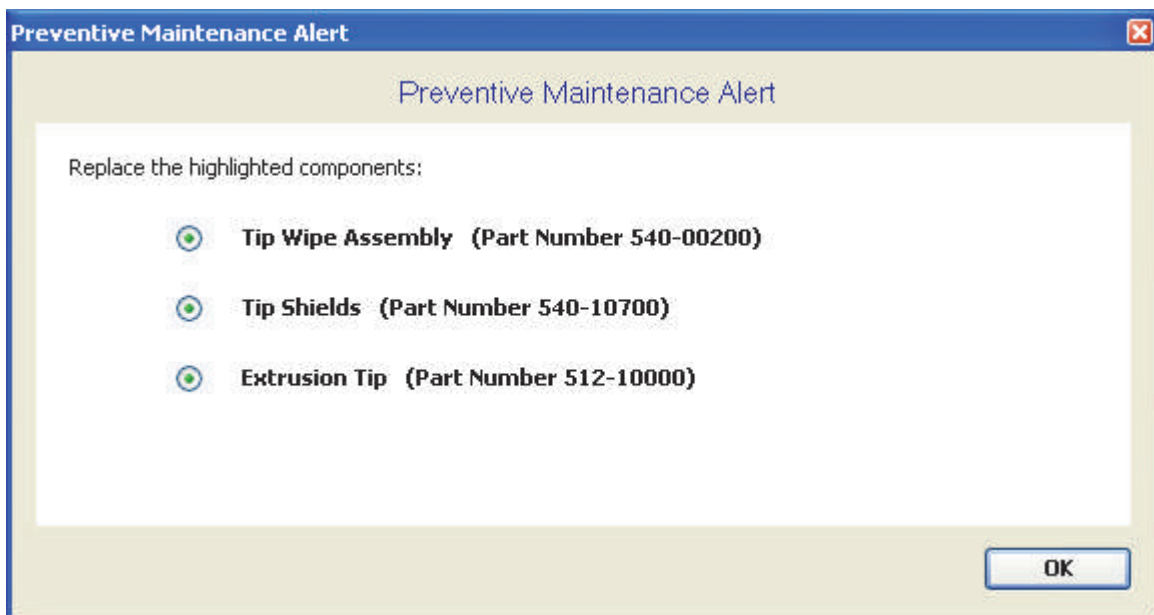 Preventive Maintenance Alert
Preventive Maintenance Alert
Replace the highlighted components:
Tip Wipe Assembly (Part Number 540-00200)
Tip Shields (Part Number 540-10700)
Extrusion Tip (Part Number 512-10000)
OK